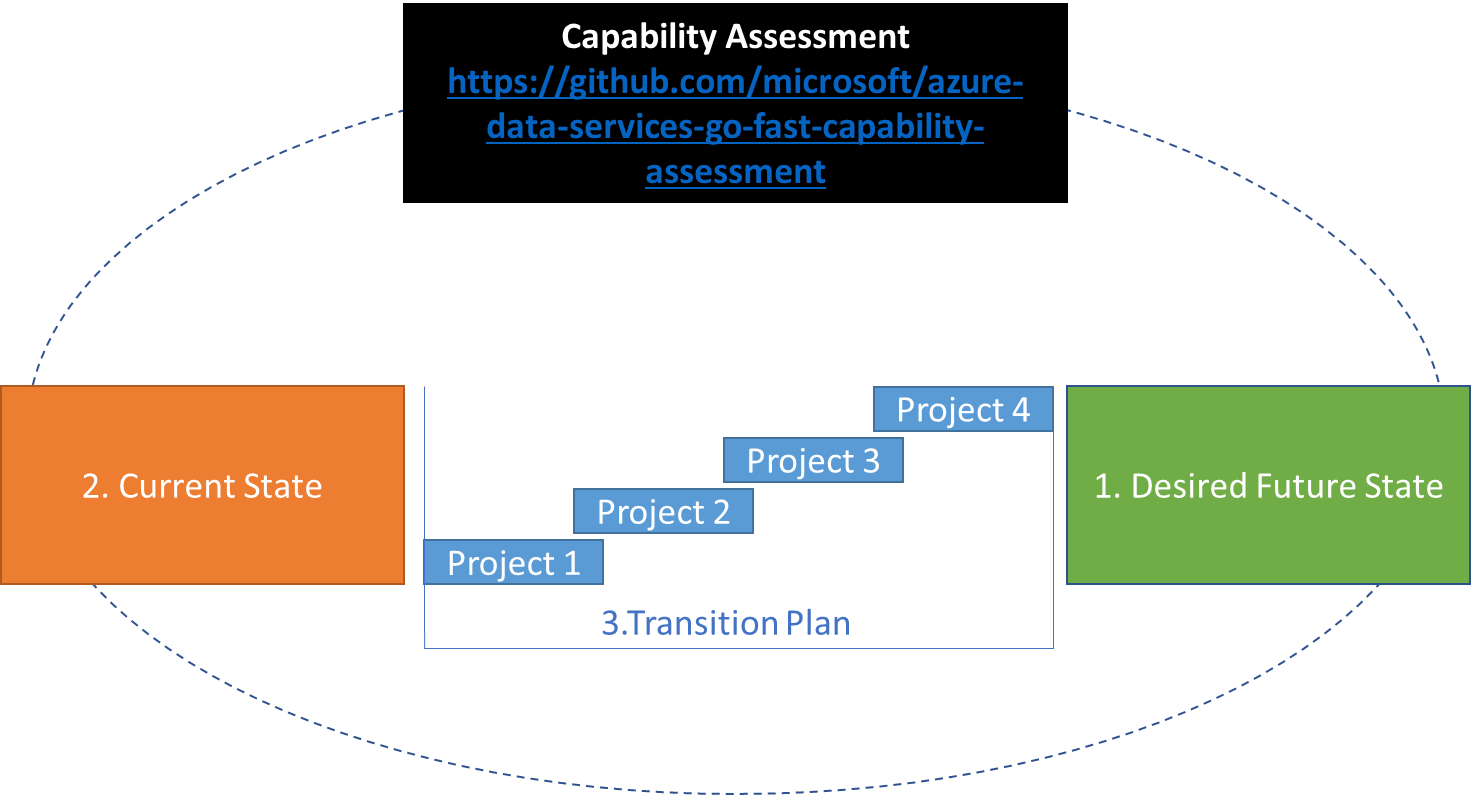 Capability Assessment
https://github.com/microsoft/azure-
data-services-go-fast-capability-
assessment
Project 4
Project 3
2. Current State
1. Desired Future State
Project 2
Project 1
3.Transition Plan